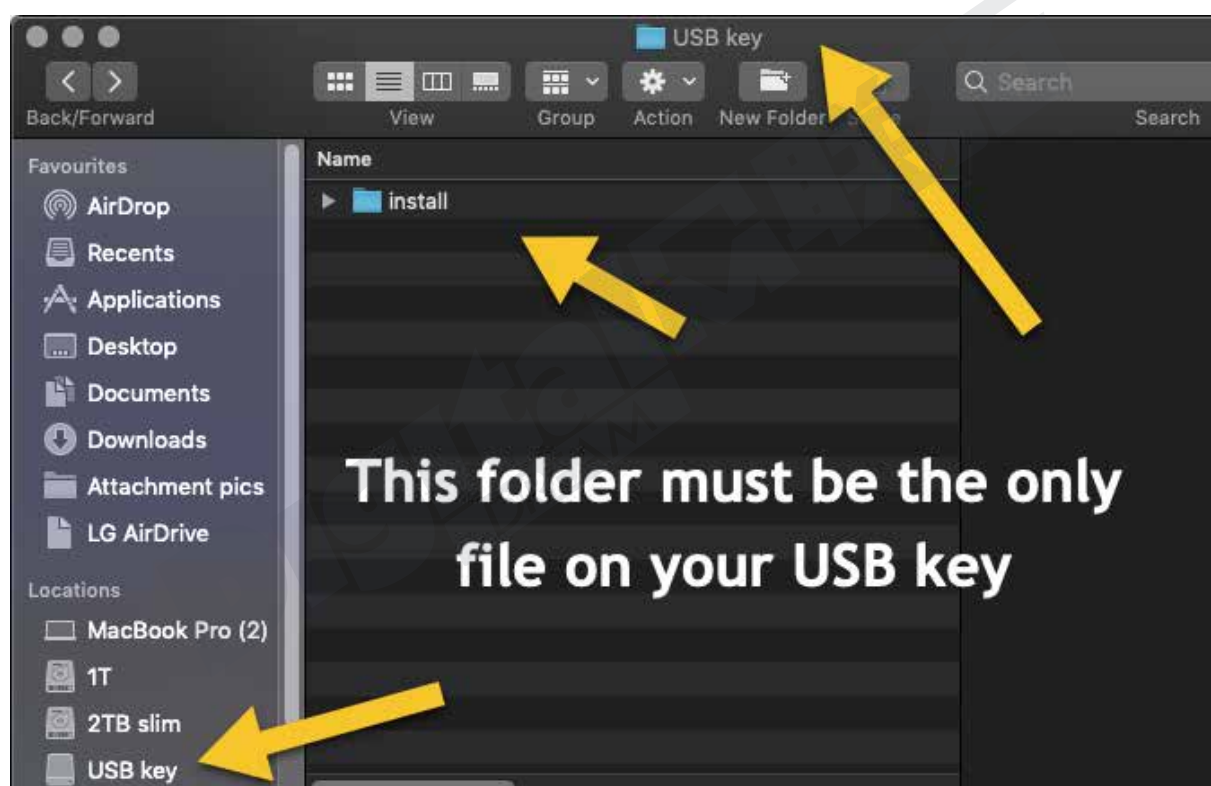 USB key
Search
Back/Forward
View
Group
Action
New Folder
Search
Favourites
AirDrop
Recents
Applications
Desktop
Documents
Downloads
Attachment pics
LG AirDrive
Locations
MacBook Pro (2)
1T
2TB slim
USB key
Name
install
This folder must be the only
file on your USB key